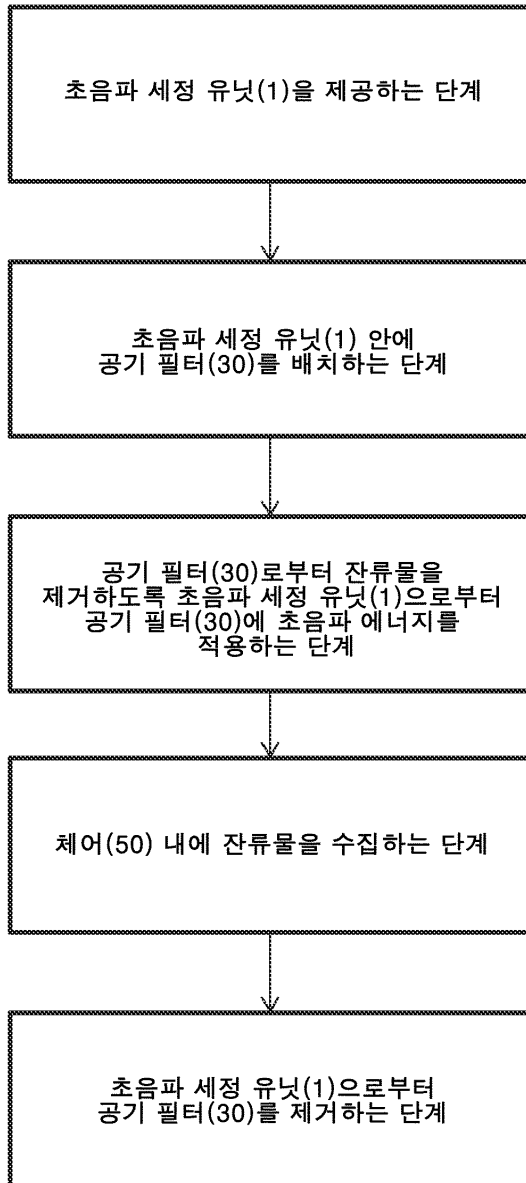 초음파 세정 유닛(1)을 제공하는 단계
초음파 세정 유닛(1) 안에
공기 필터(30)를 배치하는 단계
공기 필터(30)로부터 잔류물을
제거하도록 초음파 세정 유닛(1)으로부터
공기 필터(30)에 초음파 에너지를
적용하는 단계
체어(50) 내에 잔류물을 수집하는 단계
초음파 세정 유닛(1)으로부터
공기 필터(30)를 제거하는 단계